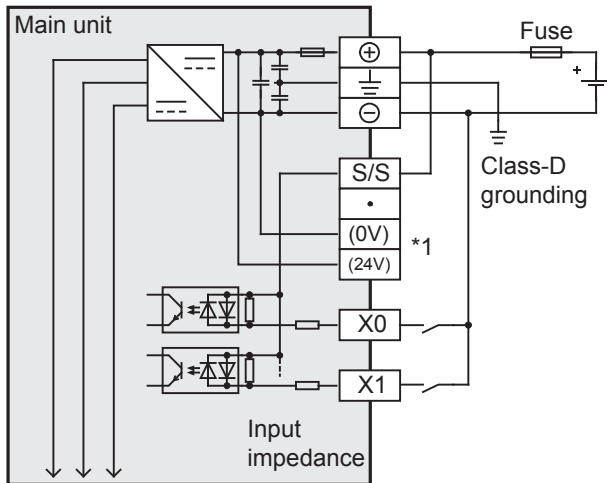 Main unit
Fuse
+
Class-D
grounding
S/S
•
(0V)
*1
(24V)
X0
X1
Input
impedance